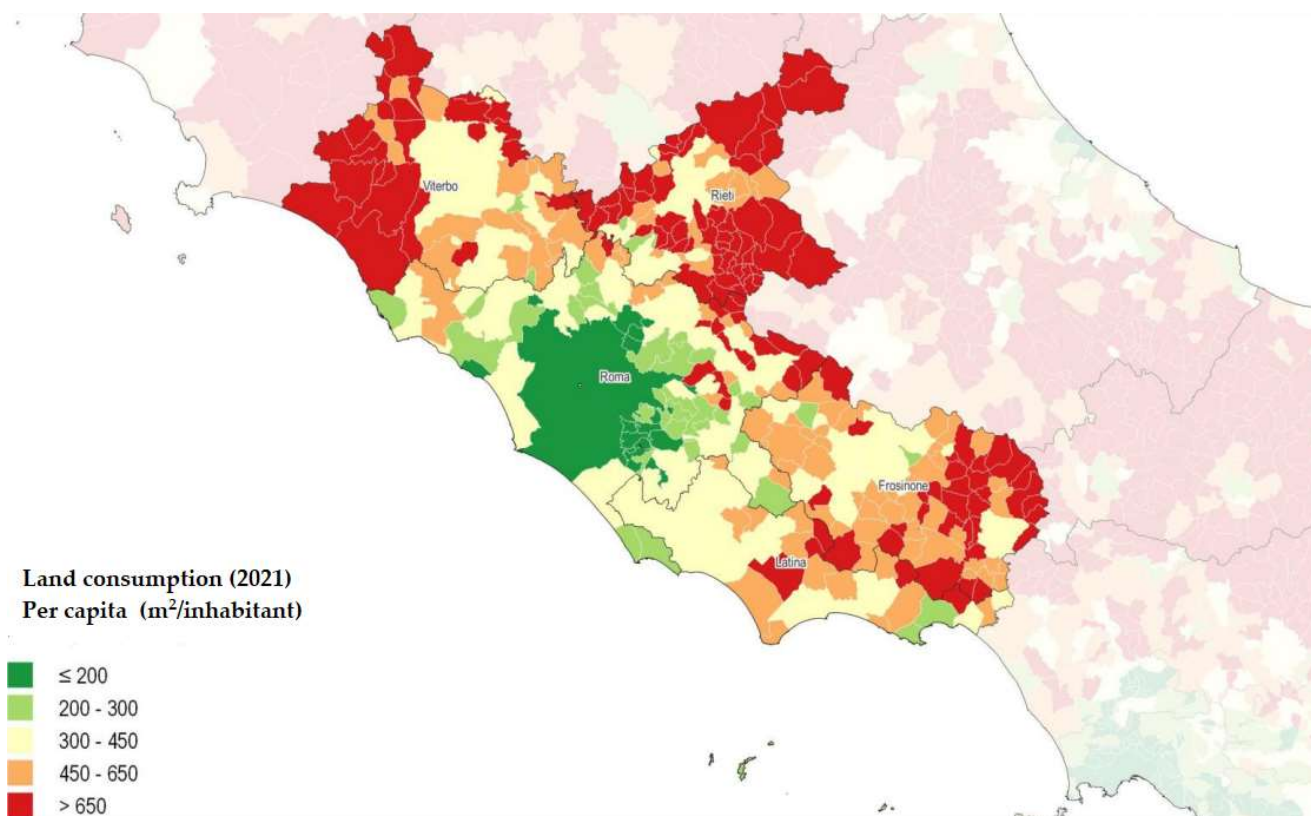 Viterbo
Rieti
Roma
Frosinone
Latina
Land consumption (2021)
Per capita (m²/inhabitant)
≤ 200
200 - 300
300 - 450
450 - 650
> 650